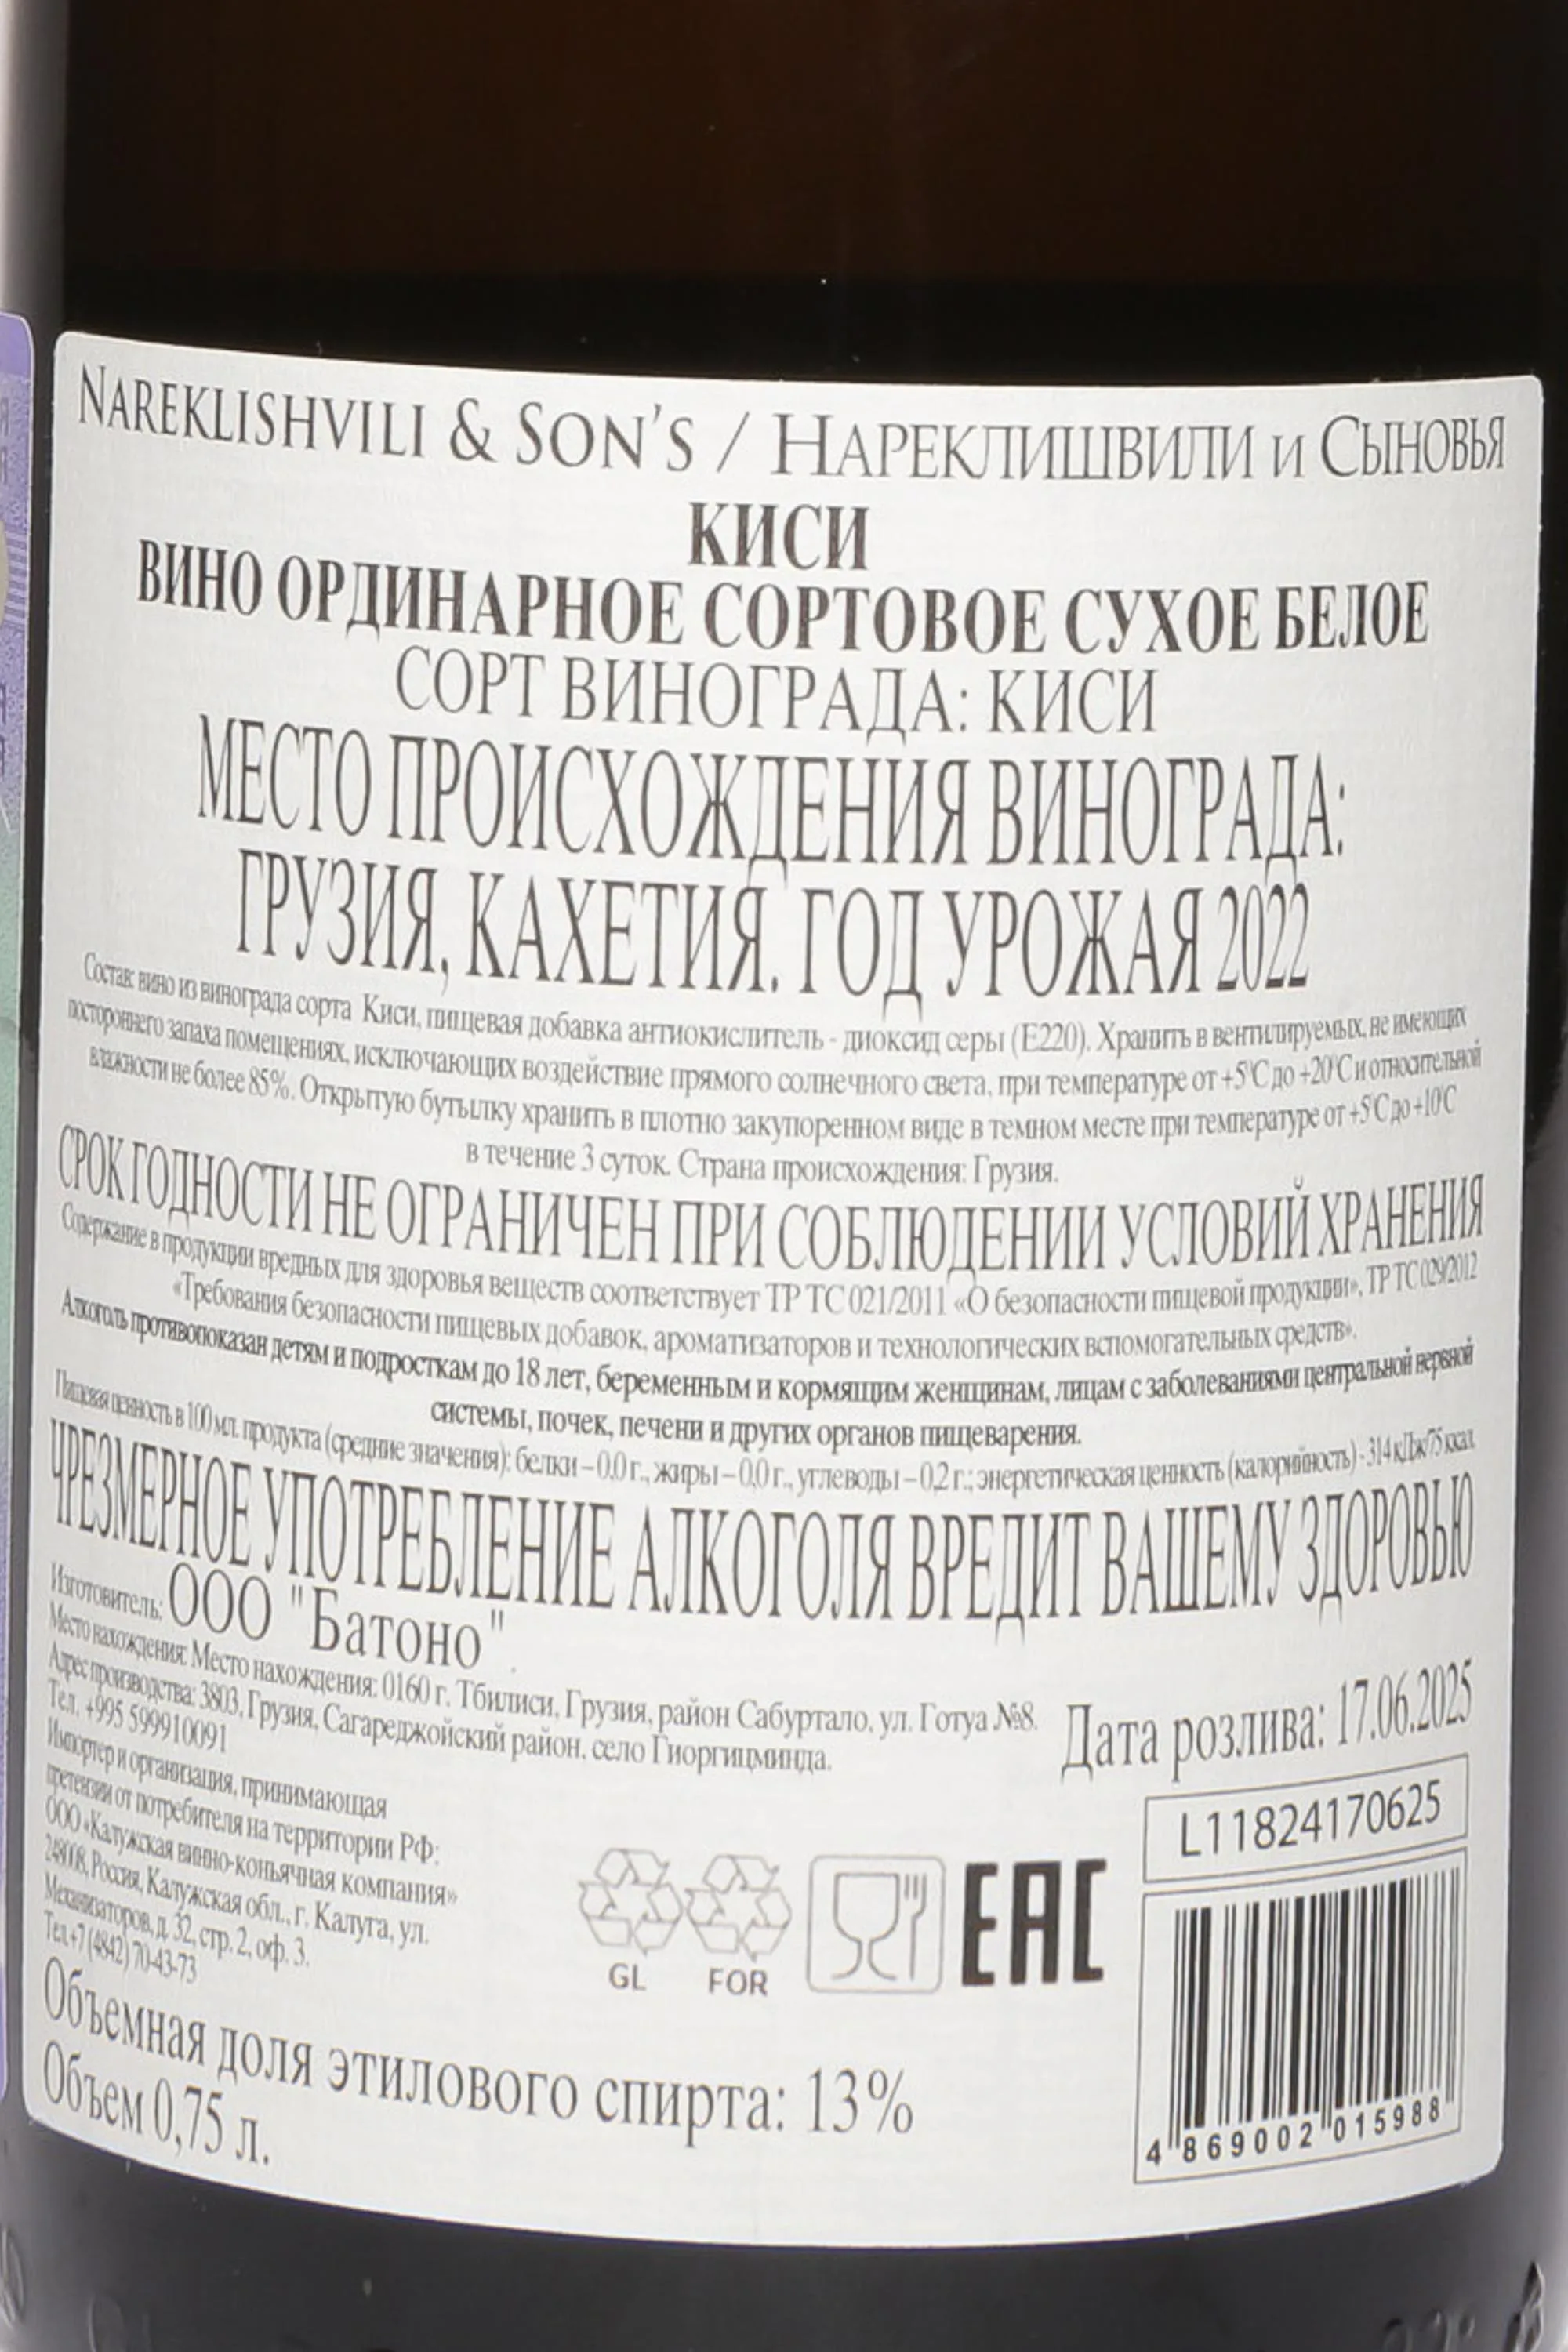 NAREKLISHVILI & SON'S / НАРЕКЛИШВИЛИ и СЫНОВЬЯ
КИСИ
ВИНО ОРДИНАРНОЕ СОРТОВОЕ СУХОЕ БЕЛОЕ
СОРТ ВИНОГРАДА: КИСИ
МЕСТО ПРОИСХОЖДЕНИЯ ВИНОГРАДА:
ГРУЗИЯ, КАХЕТИЯ. ГОД УРОЖАЯ 2022
Состав: вино из винограда сорта Киси, пищевая добавка антиокислитель - диоксид серы (Е220). Хранить в вентилируемых, не имеющих
постороннего запаха помещениях, исключающих воздействие прямого солнечного света, при температуре от +5°С до +20°С и относительной
влажности не более 85%. Открытую бутылку хранить в плотно закупоренном виде в темном месте при температуре от +5°С до +10°С
в течение 3 суток. Страна происхождения: Грузия.
СРОК ГОДНОСТИ НЕ ОГРАНИЧЕН ПРИ СОБЛЮДЕНИИ УСЛОВИЙ ХРАНЕНИЯ
Содержание в продукции вредных для здоровья веществ соответствует ТР ТС 021/2011 «О безопасности пищевой продукции», ТР ТС 029/2012
«Требования безопасности пищевых добавок, ароматизаторов и технологических вспомогательных средств».
Алкоголь противопоказан детям и подросткам до 18 лет, беременным и кормящим женщинам, лицам с заболеваниями центральной нервной
системы, почек, печени и других органов пищеварения.
Пищевая ценность в 100 мл. продукта (средние значения): белки – 0,0 г., жиры – 0,0 г., углеводы – 0,2 г.; энергетическая ценность (калорийность) - 314 кДж/75 ккал.
ЧРЕЗМЕРНОЕ УПОТРЕБЛЕНИЕ АЛКОГОЛЯ ВРЕДИТ ВАШЕМУ ЗДОРОВЬЮ
Изготовитель: ООО "Батоно".
Место нахождения: Место нахождения: 0160 г. Тбилиси, Грузия, район Сабуртало, ул. Готуа №8.
Адрес производства: 3803, Грузия, Сагареджойский район, село Гиоргицминда.
Тел. +995 599910091
Дата розлива: 17.06.2025
Импортер и организация, принимающая
претензии от потребителя на территории РФ:
ООО «Калужская винно-коньячная компания»
248008, Россия, Калужская обл., г. Калуга, ул.
Механизаторов, д. 32, стр. 2, оф. 3.
Тел.+7 (4842) 70-43-73
L11824170625
GL FOR EAC
Объемная доля этилового спирта: 13%
Объем 0,75 л.
4 869002 015988